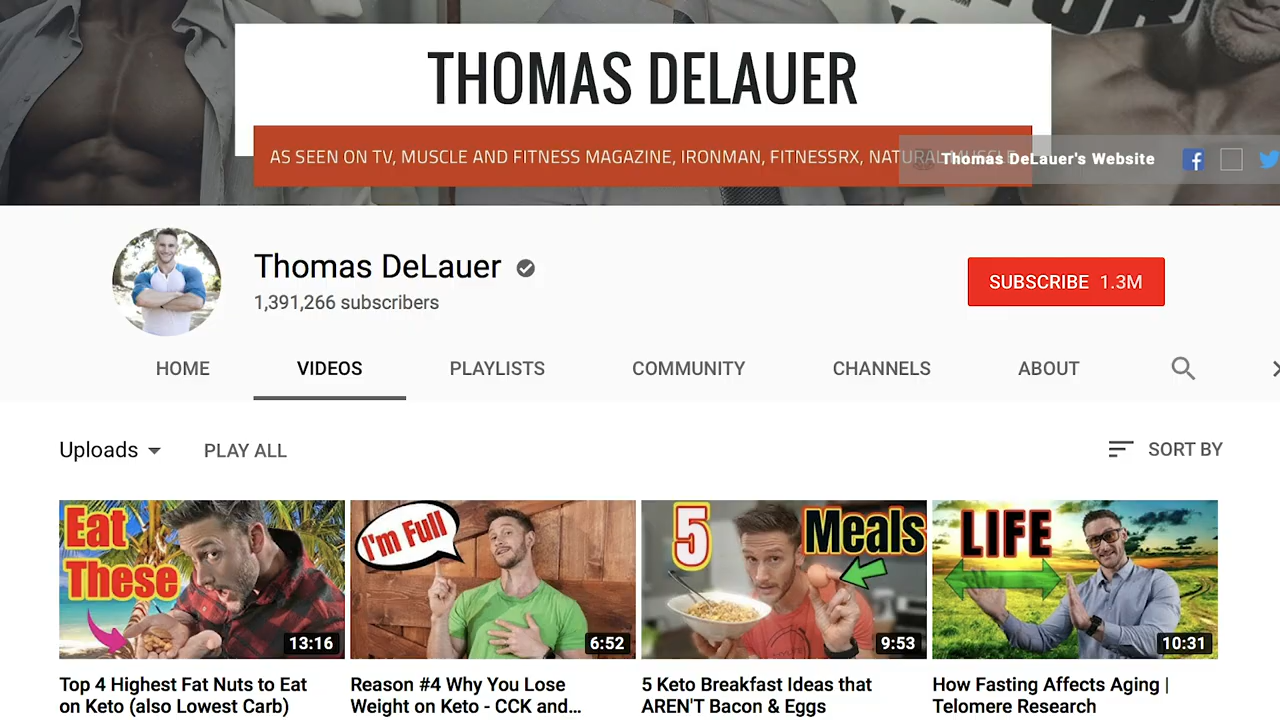 THOMAS DELAUER
AS SEEN ON TV, MUSCLE AND FITNESS MAGAZINE, IRONMAN, FITNESSRX, NATURAL MUSCLE
Thomas DeLauer's Website
Thomas DeLauer
1,391,266 subscribers
SUBSCRIBE 1.3M
HOME VIDEOS PLAYLISTS COMMUNITY CHANNELS ABOUT
Uploads PLAY ALL SORT BY
Eat
These
13:16
I'm Full
6:52
5 Meals
9:53
LIFE
10:31
Top 4 Highest Fat Nuts to Eat
on Keto (also Lowest Carb)
Reason #4 Why You Lose
Weight on Keto - CCK and...
5 Keto Breakfast Ideas that
AREN'T Bacon & Eggs
How Fasting Affects Aging |
Telomere Research